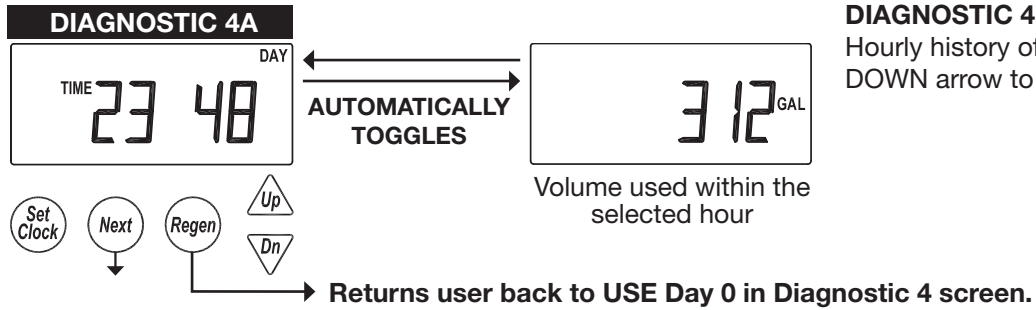 DIAGNOSTIC 4A
DAY
TIME 23 48
AUTOMATICALLY
TOGGLES
312 GAL
Volume used within the
selected hour
Set
Clock
Next
Regen
Up
Dn
Returns user back to USE Day 0 in Diagnostic 4 screen.
DIAGNOSTIC 4
Hourly history of
DOWN arrow to